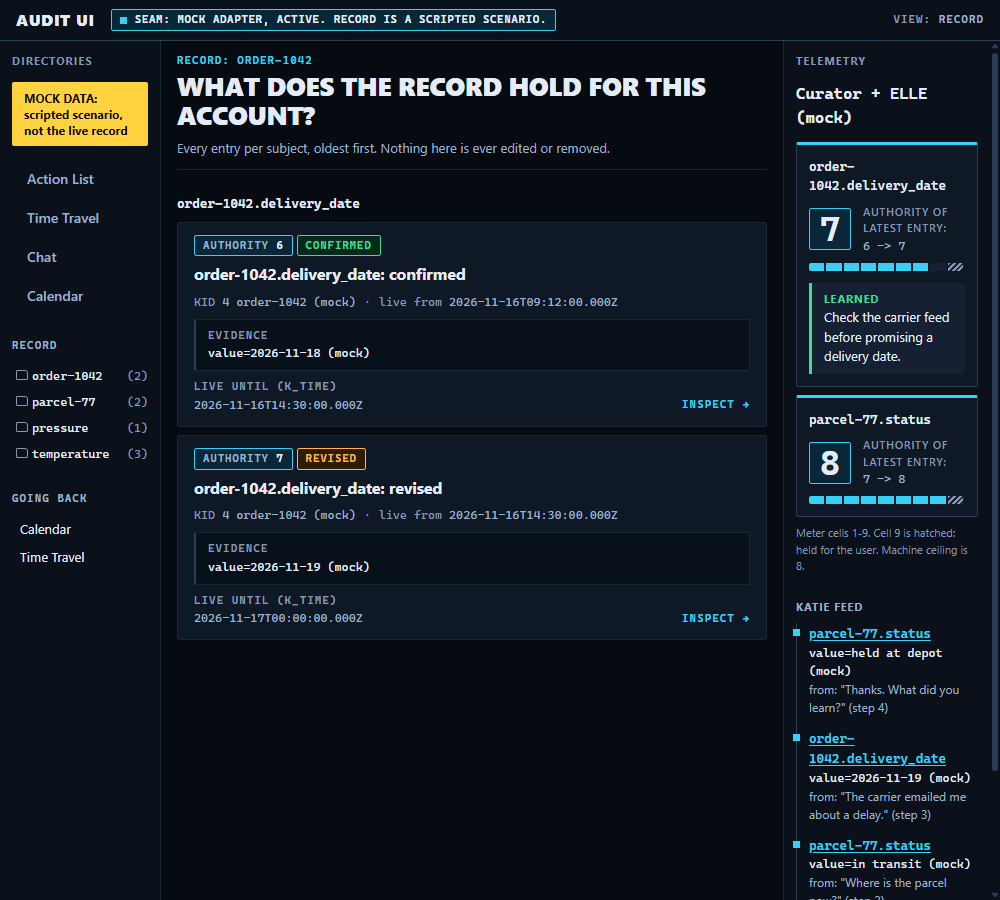 AUDIT UI
SEAM: MOCK ADAPTER, ACTIVE. RECORD IS A SCRIPTED SCENARIO.
VIEW: RECORD
DIRECTORIES
MOCK DATA:
scripted scenario,
not the live record
Action List
Time Travel
Chat
Calendar
RECORD
order-1042 (2)
parcel-77 (2)
pressure (1)
temperature (3)
GOING BACK
Calendar
Time Travel
RECORD: ORDER-1042
WHAT DOES THE RECORD HOLD FOR THIS
ACCOUNT?
Every entry per subject, oldest first. Nothing here is ever edited or removed.
order-1042.delivery_date
AUTHORITY 6 CONFIRMED
order-1042.delivery_date: confirmed
KID 4 order-1042 (mock) · live from 2026-11-16T09:12:00.000Z
EVIDENCE
value=2026-11-18 (mock)
LIVE UNTIL (K_TIME)
2026-11-16T14:30:00.000Z
INSPECT →
AUTHORITY 7 REVISED
order-1042.delivery_date: revised
KID 4 order-1042 (mock) · live from 2026-11-16T14:30:00.000Z
EVIDENCE
value=2026-11-19 (mock)
LIVE UNTIL (K_TIME)
2026-11-17T00:00:00.000Z
INSPECT →
TELEMETRY
Curator + ELLE
(mock)
order-
1042.delivery_date
7
AUTHORITY OF
LATEST ENTRY:
6 -> 7
LEARNED
Check the carrier feed
before promising a
delivery date.
parcel-77.status
8
AUTHORITY OF
LATEST ENTRY:
7 -> 8
Meter cells 1-9. Cell 9 is hatched:
held for the user. Machine ceiling is
8.
KATIE FEED
parcel-77.status
value=held at depot
(mock)
from: "Thanks. What did you
learn?" (step 4)
order-
1042.delivery_date
value=2026-11-19 (mock)
from: "The carrier emailed me
about a delay." (step 3)
parcel-77.status
value=in transit (mock)
from: "Where is the parcel
now?" (step 2)